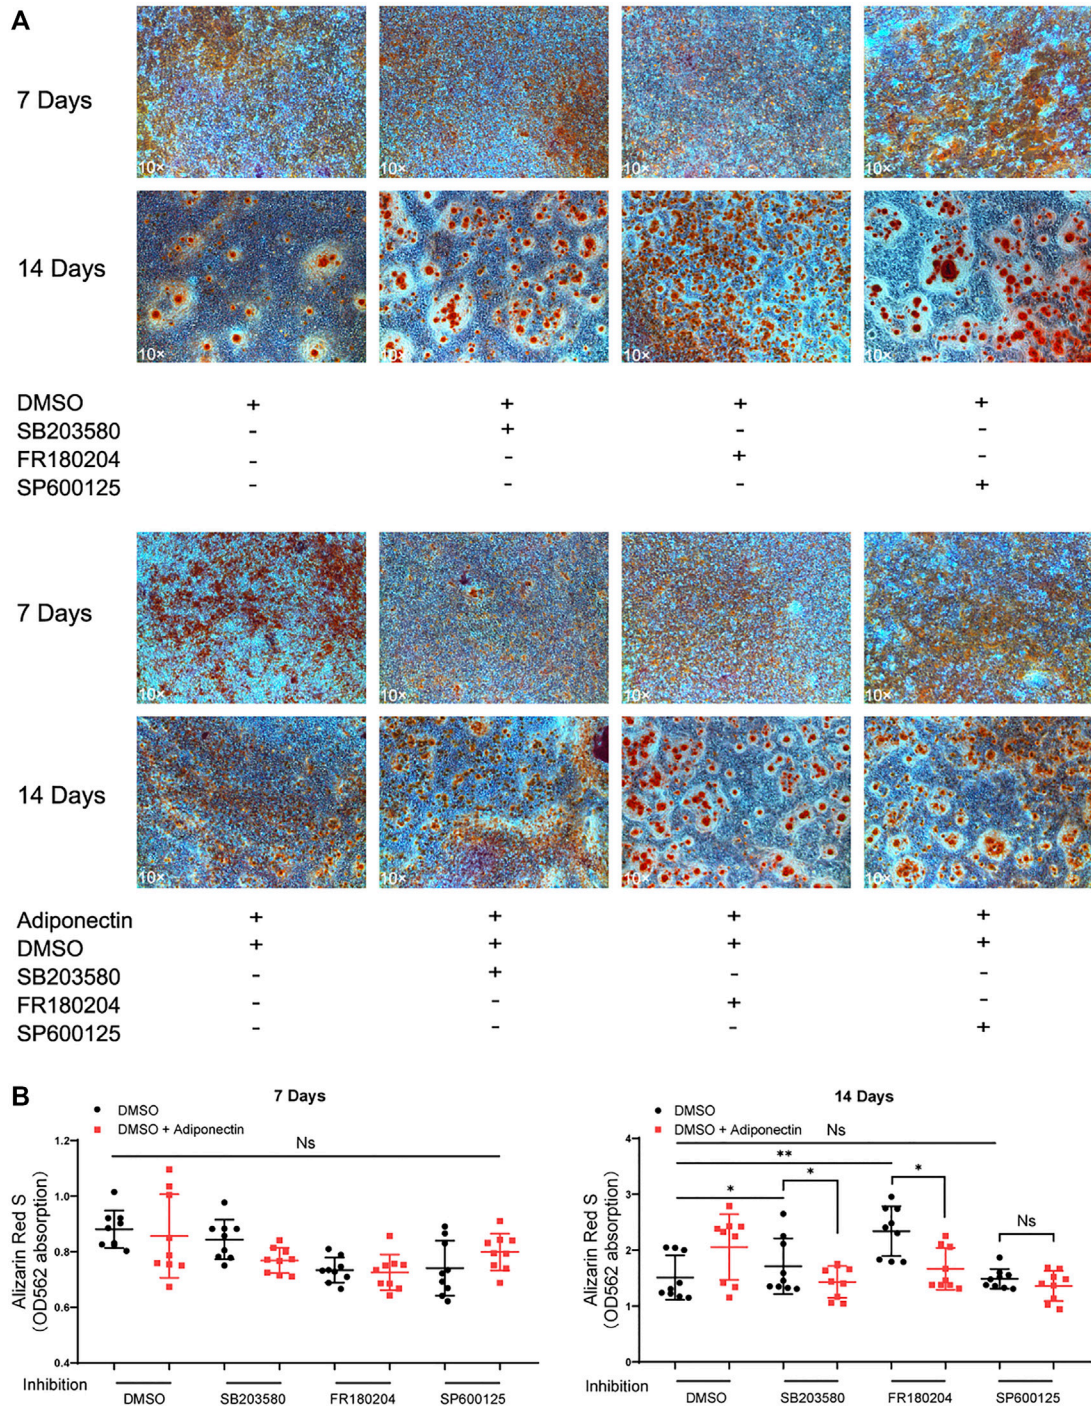 A
7 Days
10× 10× 10× 10×
14 Days
10× 10× 10× 10×
DMSO + + + +
SB203580 - + - -
FR180204 - - + -
SP600125 - - - +
7 Days
10× 10× 10× 10×
14 Days
10× 10× 10× 10×
Adiponectin + + + +
DMSO + + + +
SB203580 - + - -
FR180204 - - + -
SP600125 - - - +
B
7 Days
DMSO
DMSO + Adiponectin
Ns
Alizarin Red S
(OD562 absorption)
1.2
1.0
0.8
0.6
0.4
Inhibition
DMSO SB203580 FR180204 SP600125
14 Days
DMSO
DMSO + Adiponectin
Ns
**
*
*
*
Ns
Alizarin Red S
(OD562 absorption)
4
3
2
1
0
Inhibition
DMSO SB203580 FR180204 SP600125